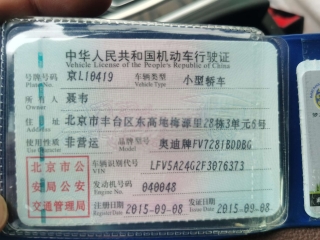 中华人民共和国机动车行驶证
Vehicle License of the People's Republic of China
号牌号码 京L10419 车辆类型 小型轿车
Plate No. Vehicle Type
所有人 聂韦
Owner
住址 北京市丰台区东高地梅源里28栋3单元6号
Address
使用性质 非营运 品牌型号 奥迪牌FV7281BDDBG
Use Character Model
北京市公 车辆识别代号 LFV5A24G2F3076373
VIN
安局公安 发动机号码 040048
Engine No.
交通管理局 注册日期 2015-09-08 发证日期 2015-09-08
Register Date Issue Date